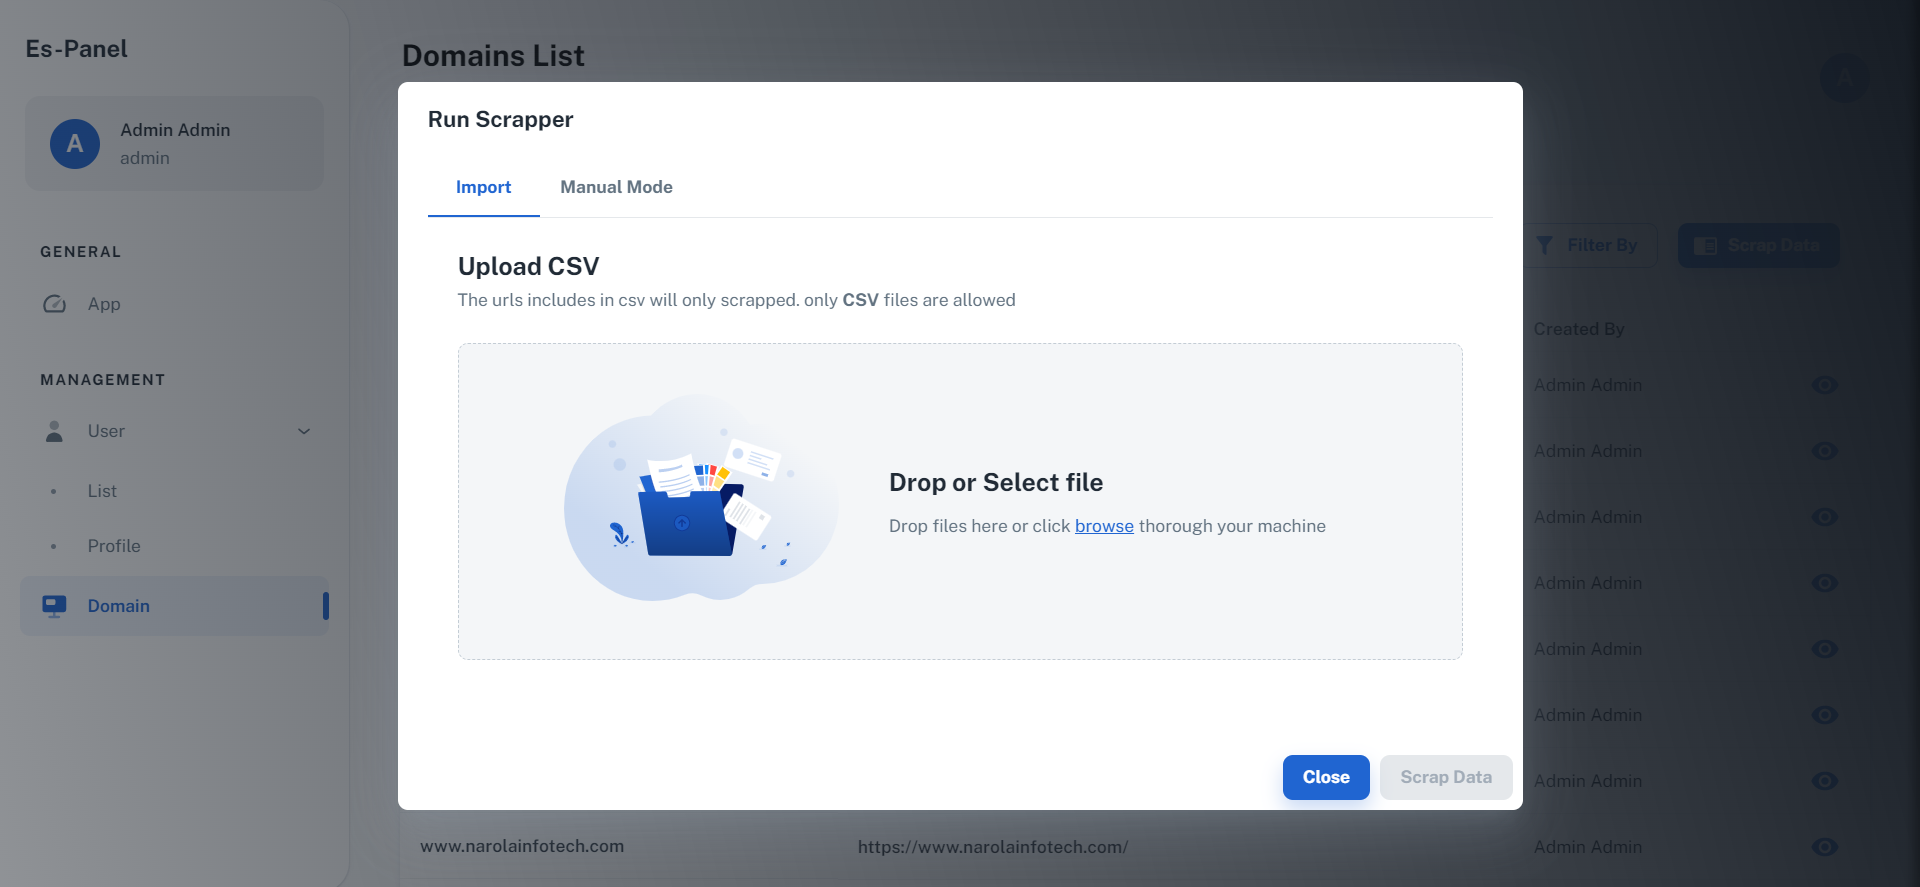 Es-Panel
A
Admin Admin
admin
GENERAL
App
MANAGEMENT
User
List
Profile
Domain
Domains List
A
Filter By
Scrap Data
Created By
Admin Admin
Admin Admin
Admin Admin
Admin Admin
Admin Admin
Admin Admin
Admin Admin
Run Scrapper
Import Manual Mode
Upload CSV
The urls includes in csv will only scrapped. only CSV files are allowed
Drop or Select file
Drop files here or click browse thorough your machine
Close Scrap Data
www.narolainfotech.com https://www.narolainfotech.com/ Admin Admin